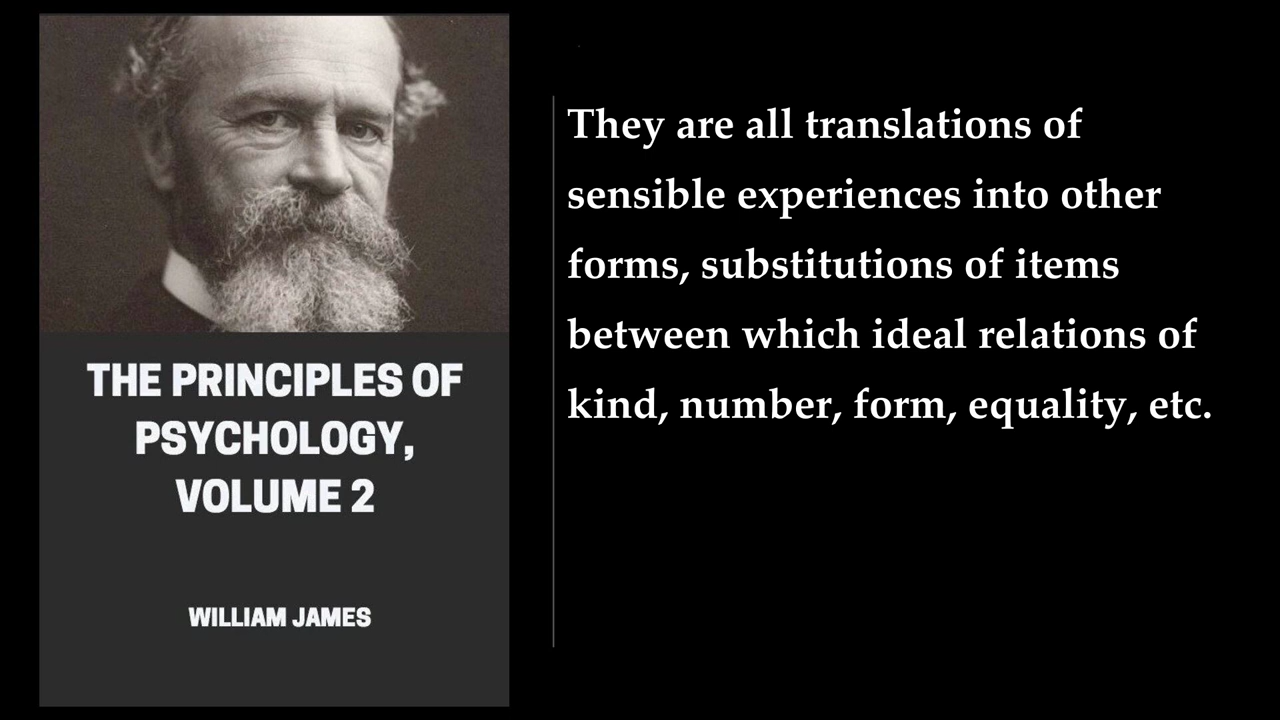 THE PRINCIPLES OF
PSYCHOLOGY,
VOLUME 2
WILLIAM JAMES
They are all translations of
sensible experiences into other
forms, substitutions of items
between which ideal relations of
kind, number, form, equality, etc.